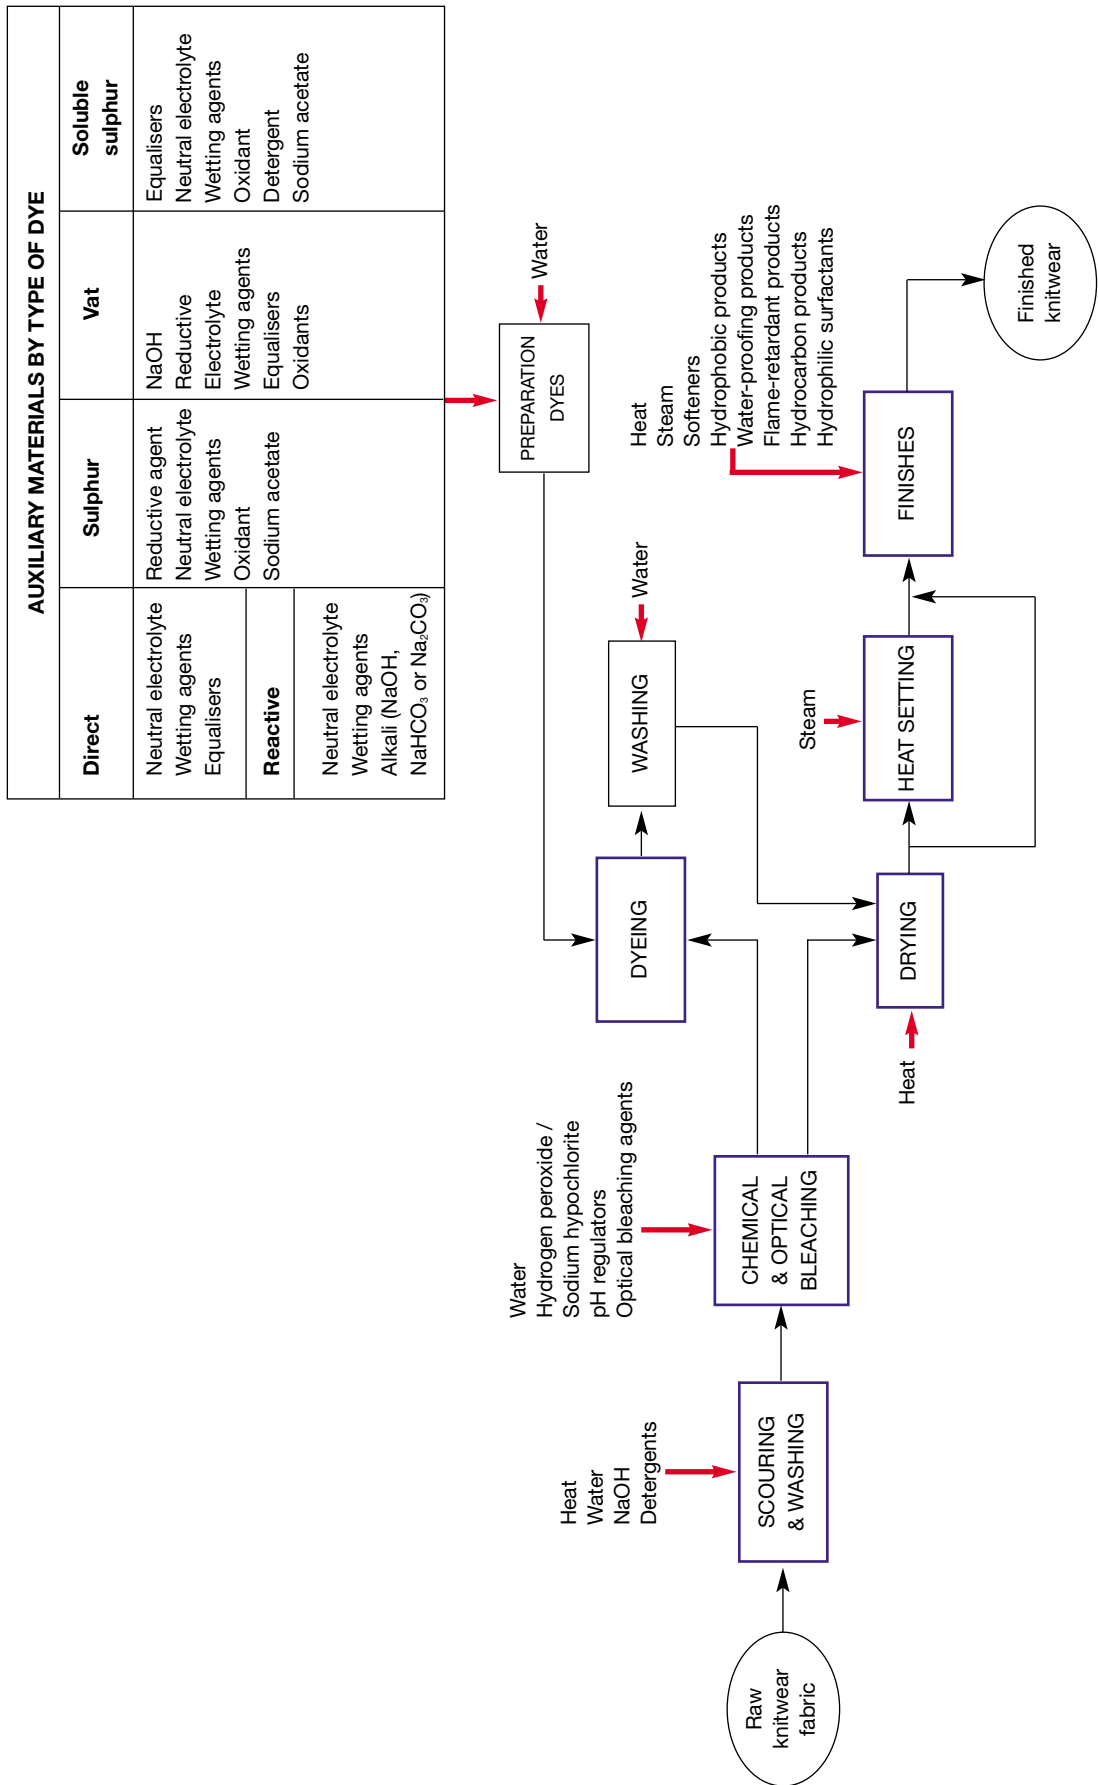 AUXILIARY MATERIALS BY TYPE OF DYE
Direct
Neutral electrolyte
Wetting agents
Equalisers
Reactive
Neutral electrolyte
Wetting agents
Alkali (NaOH,
NaHCO₃ or Na₂CO₃)
Sulphur
Reductive agent
Neutral electrolyte
Wetting agents
Oxidant
Sodium acetate
Vat
NaOH
Reductive
Electrolyte
Wetting agents
Equalisers
Oxidants
Soluble
sulphur
Equalisers
Neutral electrolyte
Wetting agents
Oxidant
Detergent
Sodium acetate
Water
PREPARATION
DYES
Raw
knitwear
fabric
Heat
Water
NaOH
Detergents
SCOURING
& WASHING
Water
Hydrogen peroxide /
Sodium hypochlorite
pH regulators
Optical bleaching agents
CHEMICAL
& OPTICAL
BLEACHING
DYEING
WASHING
Water
Heat
DRYING
Steam
HEAT SETTING
Heat
Steam
Softeners
Hydrophobic products
Water-proofing products
Flame-retardant products
Hydrocarbon products
Hydrophilic surfactants
FINISHES
Finished
knitwear